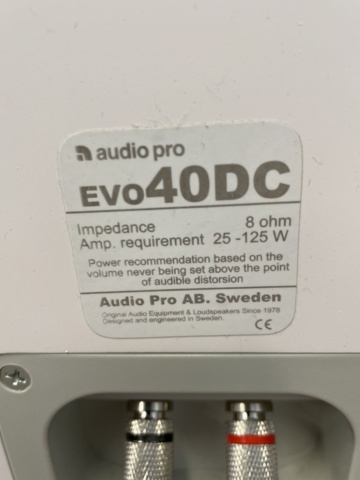 audio pro
EVO40DC
Impedance 8 ohm
Amp. requirement 25 -125 W
Power recommendation based on the
volume never being set above the point
of audible distorsion
Audio Pro AB. Sweden
Original Audio Equipment & Loudspeakers Since 1978
Designed and engineered in Sweden.
CE